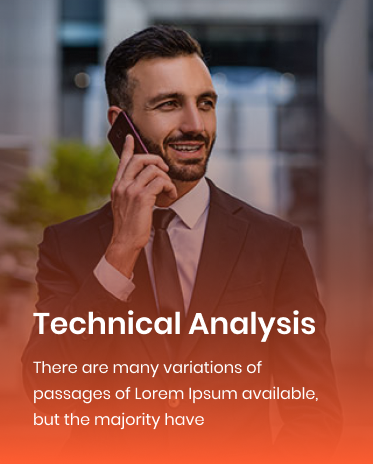 Technical Analysis
There are many variations of
passages of Lorem Ipsum available,
but the majority have